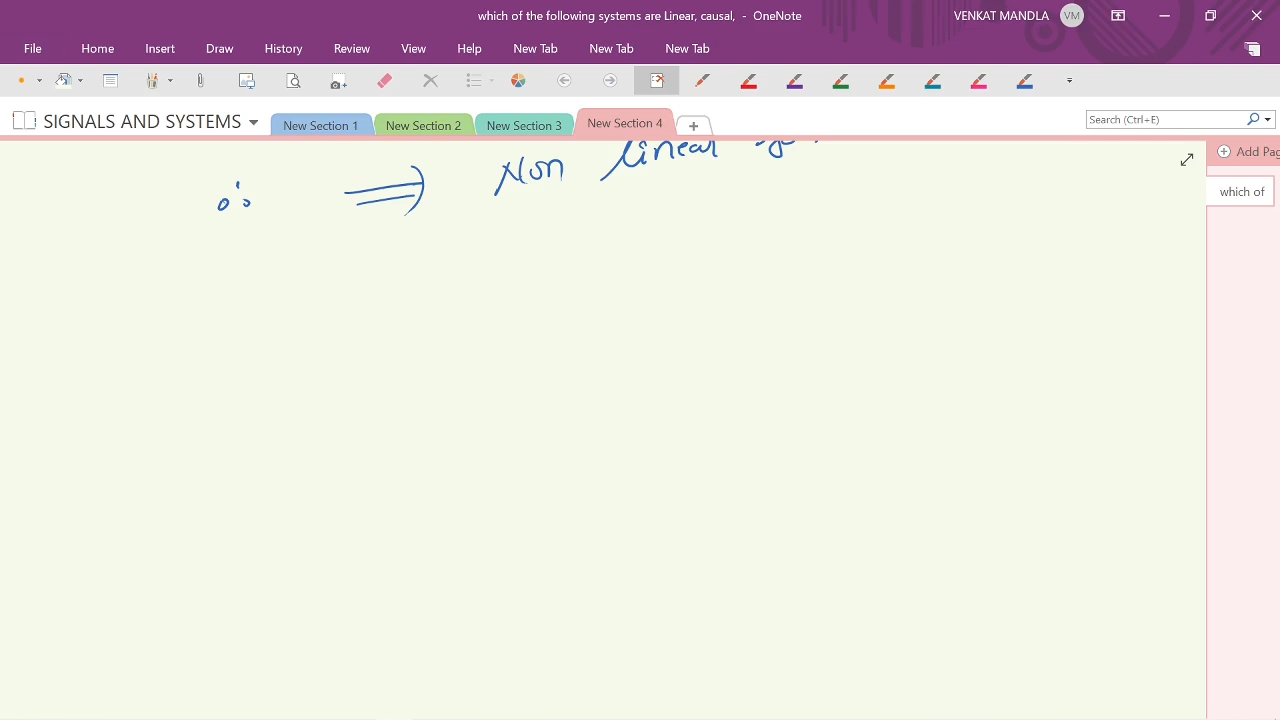 which of the following systems are Linear, causal, - OneNote
VENKAT MANDLA VM
File Home Insert Draw History Review View Help New Tab New Tab New Tab
SIGNALS AND SYSTEMS New Section 1 New Section 2 New Section 3 New Section 4 Search (Ctrl+E)
Add Pag
which of
∴ ⟹ Non linear